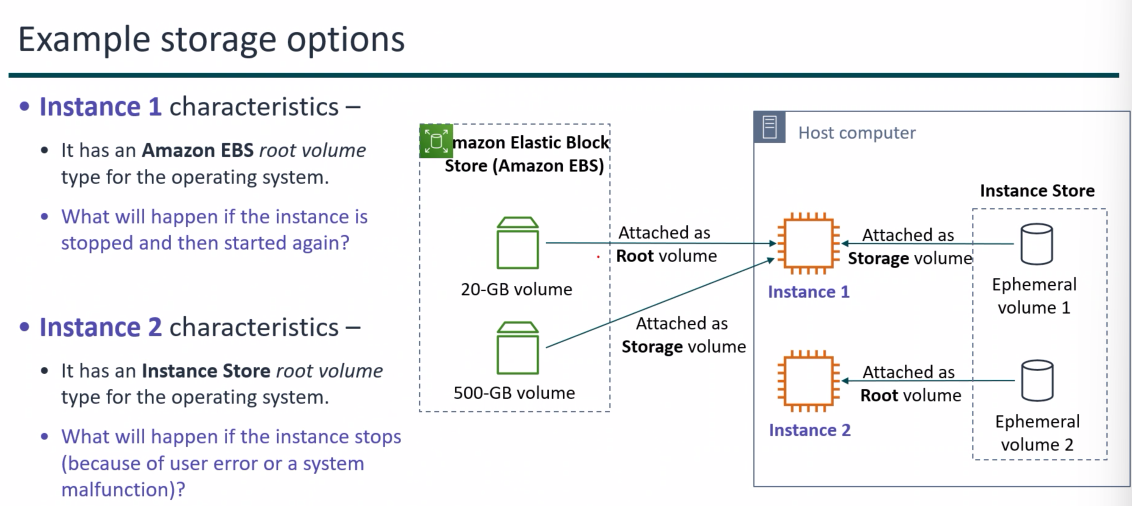 Example storage options
• Instance 1 characteristics –
• It has an Amazon EBS root volume
type for the operating system.
• What will happen if the instance is
stopped and then started again?
• Instance 2 characteristics –
• It has an Instance Store root volume
type for the operating system.
• What will happen if the instance stops
(because of user error or a system
malfunction)?
mazon Elastic Block
Store (Amazon EBS)
20-GB volume
500-GB volume
Attached as
Root volume
Attached as
Storage volume
Host computer
Instance 1
Instance 2
Attached as
Storage volume
Attached as
Root volume
Instance Store
Ephemeral
volume 1
Ephemeral
volume 2